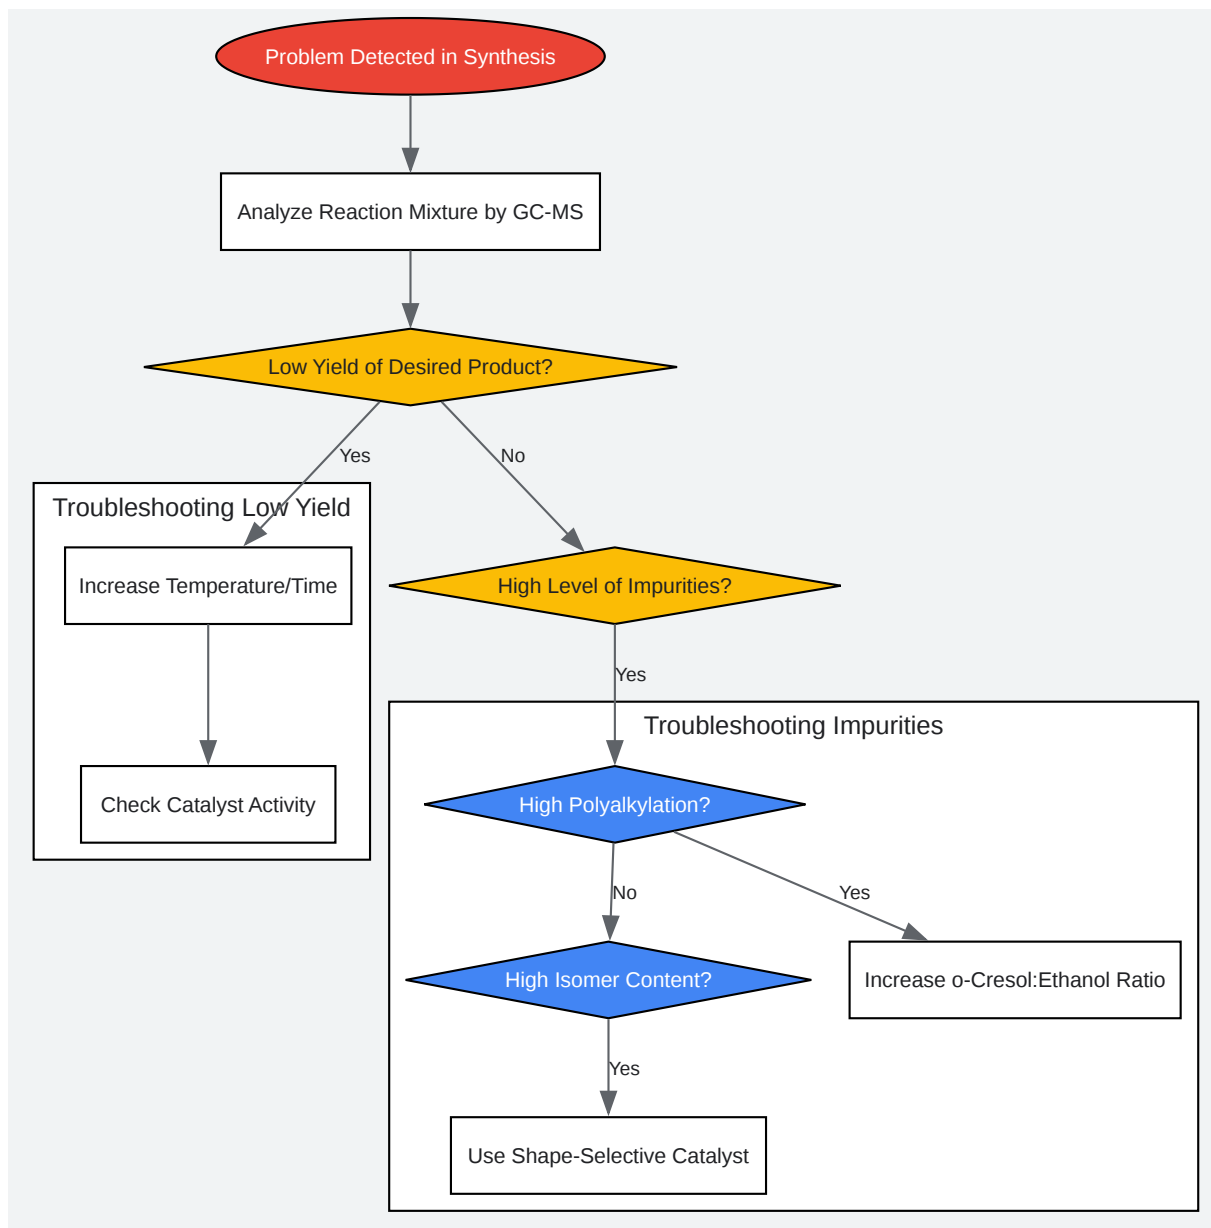 Problem Detected in Synthesis
Analyze Reaction Mixture by GC-MS
Low Yield of Desired Product?
Yes
No
Troubleshooting Low Yield
Increase Temperature/Time
High Level of Impurities?
Yes
Troubleshooting Impurities
Check Catalyst Activity
High Polyalkylation?
No
Yes
High Isomer Content?
Increase o-Cresol:Ethanol Ratio
Yes
Use Shape-Selective Catalyst